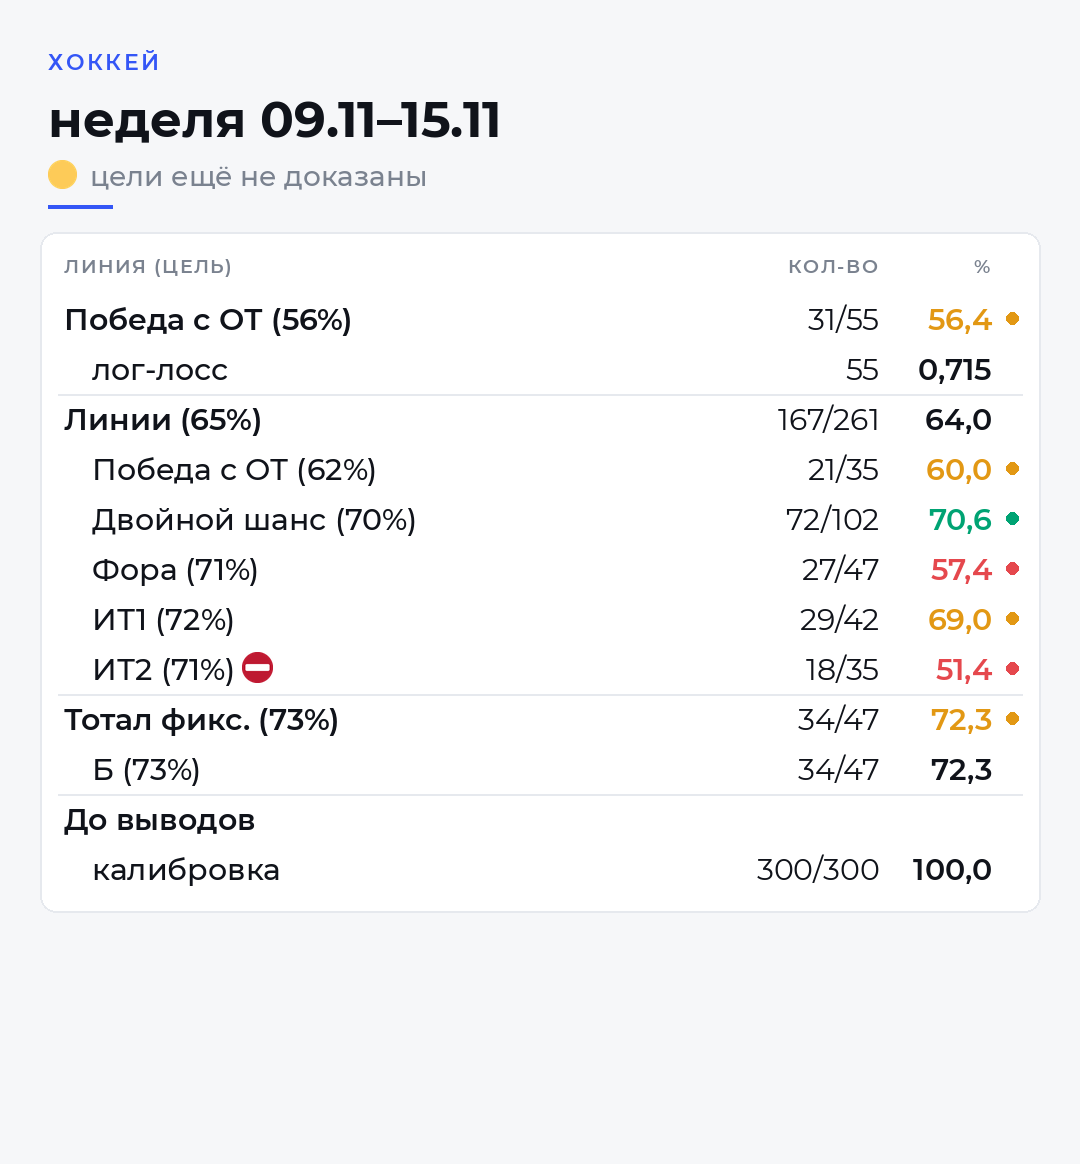 ХОККЕЙ
неделя 09.11–15.11
цели ещё не доказаны
ЛИНИЯ (ЦЕЛЬ) КОЛ-ВО %
Победа с ОТ (56%) 31/55 56,4
лог-лосс 55 0,715
Линии (65%) 167/261 64,0
Победа с ОТ (62%) 21/35 60,0
Двойной шанс (70%) 72/102 70,6
Фора (71%) 27/47 57,4
ИТ1 (72%) 29/42 69,0
ИТ2 (71%) 18/35 51,4
Тотал фикс. (73%) 34/47 72,3
Б (73%) 34/47 72,3
До выводов
калибровка 300/300 100,0